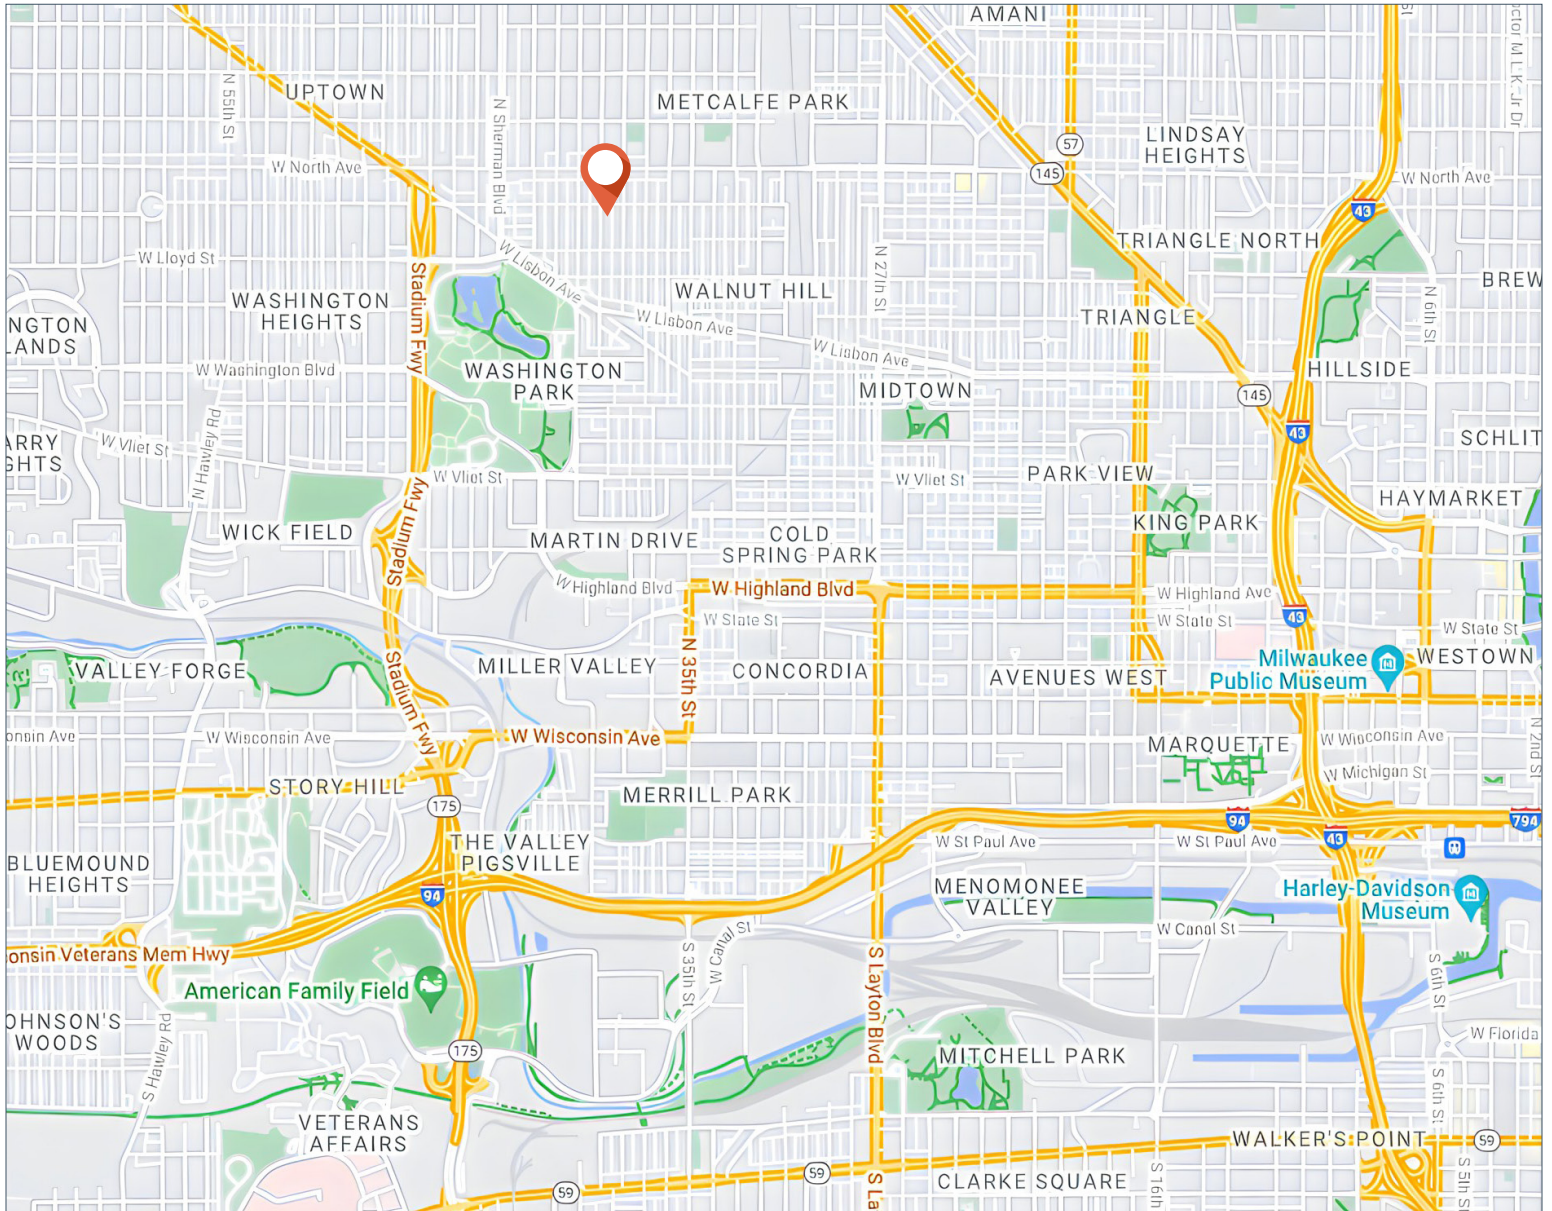 AMANI
UPTOWN
N 55th St
METCALFE PARK
N Sherman Blvd
W North Ave
57
145
LINDSAY
HEIGHTS
W North Ave
43
TRIANGLE NORTH
W Lloyd St
W Lisbon Ave
N 27th St
BREW
WASHINGTON
HEIGHTS
Stadium Fwy
WALNUT HILL
W Lisbon Ave
TRIANGLE
N 6th St
NGTON
LANDS
W Lisbon Ave
W Washington Blvd
WASHINGTON
PARK
MIDTOWN
HILLSIDE
145
43
ARRY
GHTS
W Vliet St
N Hawley Rd
SCHLIT
W Vliet St
W Vliet St
PARK VIEW
HAYMARKET
WICK FIELD
Stadium Fwy
MARTIN DRIVE
COLD
SPRING PARK
KING PARK
W Highland Blvd
W Highland Blvd
W Highland Ave
W State St
W State St
43
W State St
VALLEY FORGE
Stadium Fwy
MILLER VALLEY
N 35th St
CONCORDIA
AVENUES WEST
Milwaukee
Public Museum
WESTOWN
onsin Ave
W Wisconsin Ave
W Wisconsin Ave
MARQUETTE
W Wisconsin Ave
N 2nd St
W Michigan St
STORY HILL
175
MERRILL PARK
94
43
794
BLUEMOUND
HEIGHTS
THE VALLEY
PIGSVILLE
W St Paul Ave
W St Paul Ave
94
MENOMONEE
VALLEY
Harley-Davidson
Museum
onsin Veterans Mem Hwy
W Canal St
W Canal St
S 35th St
S Layton Blvd
S 6th St
American Family Field
OHNSON'S
WOODS
S Hawley Rd
175
MITCHELL PARK
W Florida
S 6th St
VETERANS
AFFAIRS
WALKER'S POINT
59
59
59
CLARKE SQUARE
S La
S 16th
S 5th St